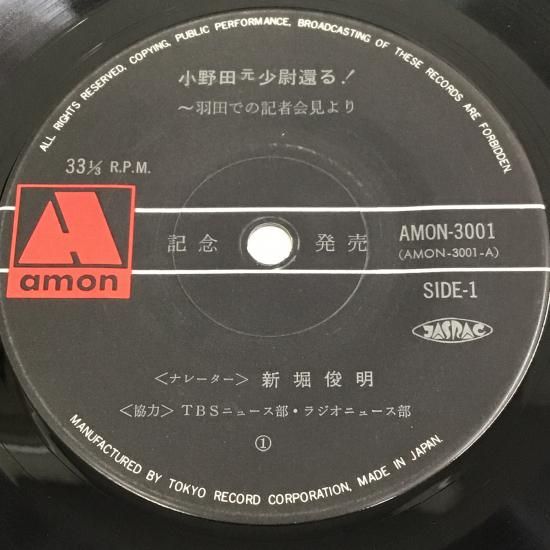 ALL RIGHTS RESERVED, COPYING, PUBLIC PERFORMANCE, BROADCASTING OF THESE RECORDS ARE FORBIDDEN.
小野田元少尉還る!
～羽田での記者会見より
33⅓ R.P.M.
A
amon
記念 発売
AMON-3001
(AMON-3001-A)
SIDE-1
JASRAC
〈ナレーター〉 新堀俊明
〈協力〉 TBSニュース部・ラジオニュース部
①
MANUFACTURED BY TOKYO RECORD CORPORATION, MADE IN JAPAN.